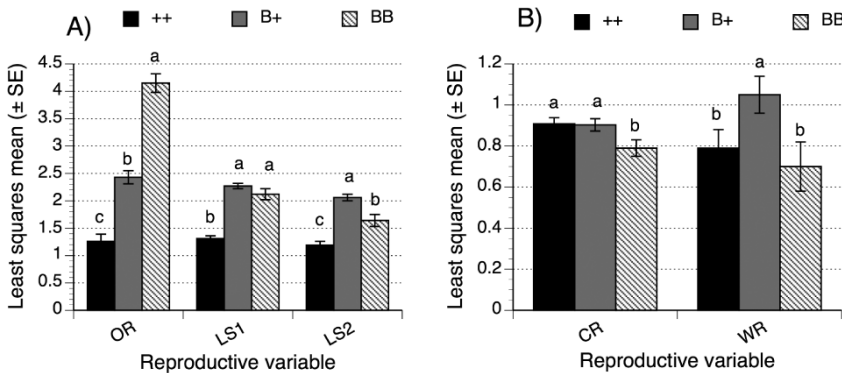 A)
++ B+ BB
Least squares mean (± SE)
4.5
4
3.5
3
2.5
2
1.5
1
0.5
0
a
b
c
a
a
b
a
b
c
OR LS1 LS2
Reproductive variable
B)
++ B+ BB
Least squares mean (± SE)
1.2
1
0.8
0.6
0.4
0.2
0
a
a a
b
b
b
CR WR
Reproductive variable